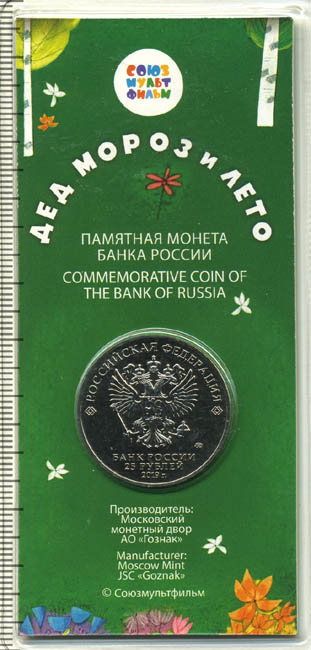 СОЮЗ
МУЛЬТ
ФИЛЬМ
ДЕД МОРОЗ И ЛЕТО
ПАМЯТНАЯ МОНЕТА
БАНКА РОССИИ
COMMEMORATIVE COIN OF
THE BANK OF RUSSIA
РОССИЙСКАЯ ФЕДЕРАЦИЯ
БАНК РОССИИ
25 РУБЛЕЙ
2019 г.
Производитель:
Московский
монетный двор
АО «Гознак»
Manufacturer:
Moscow Mint
JSC «Goznak»
© Союзмультфильм